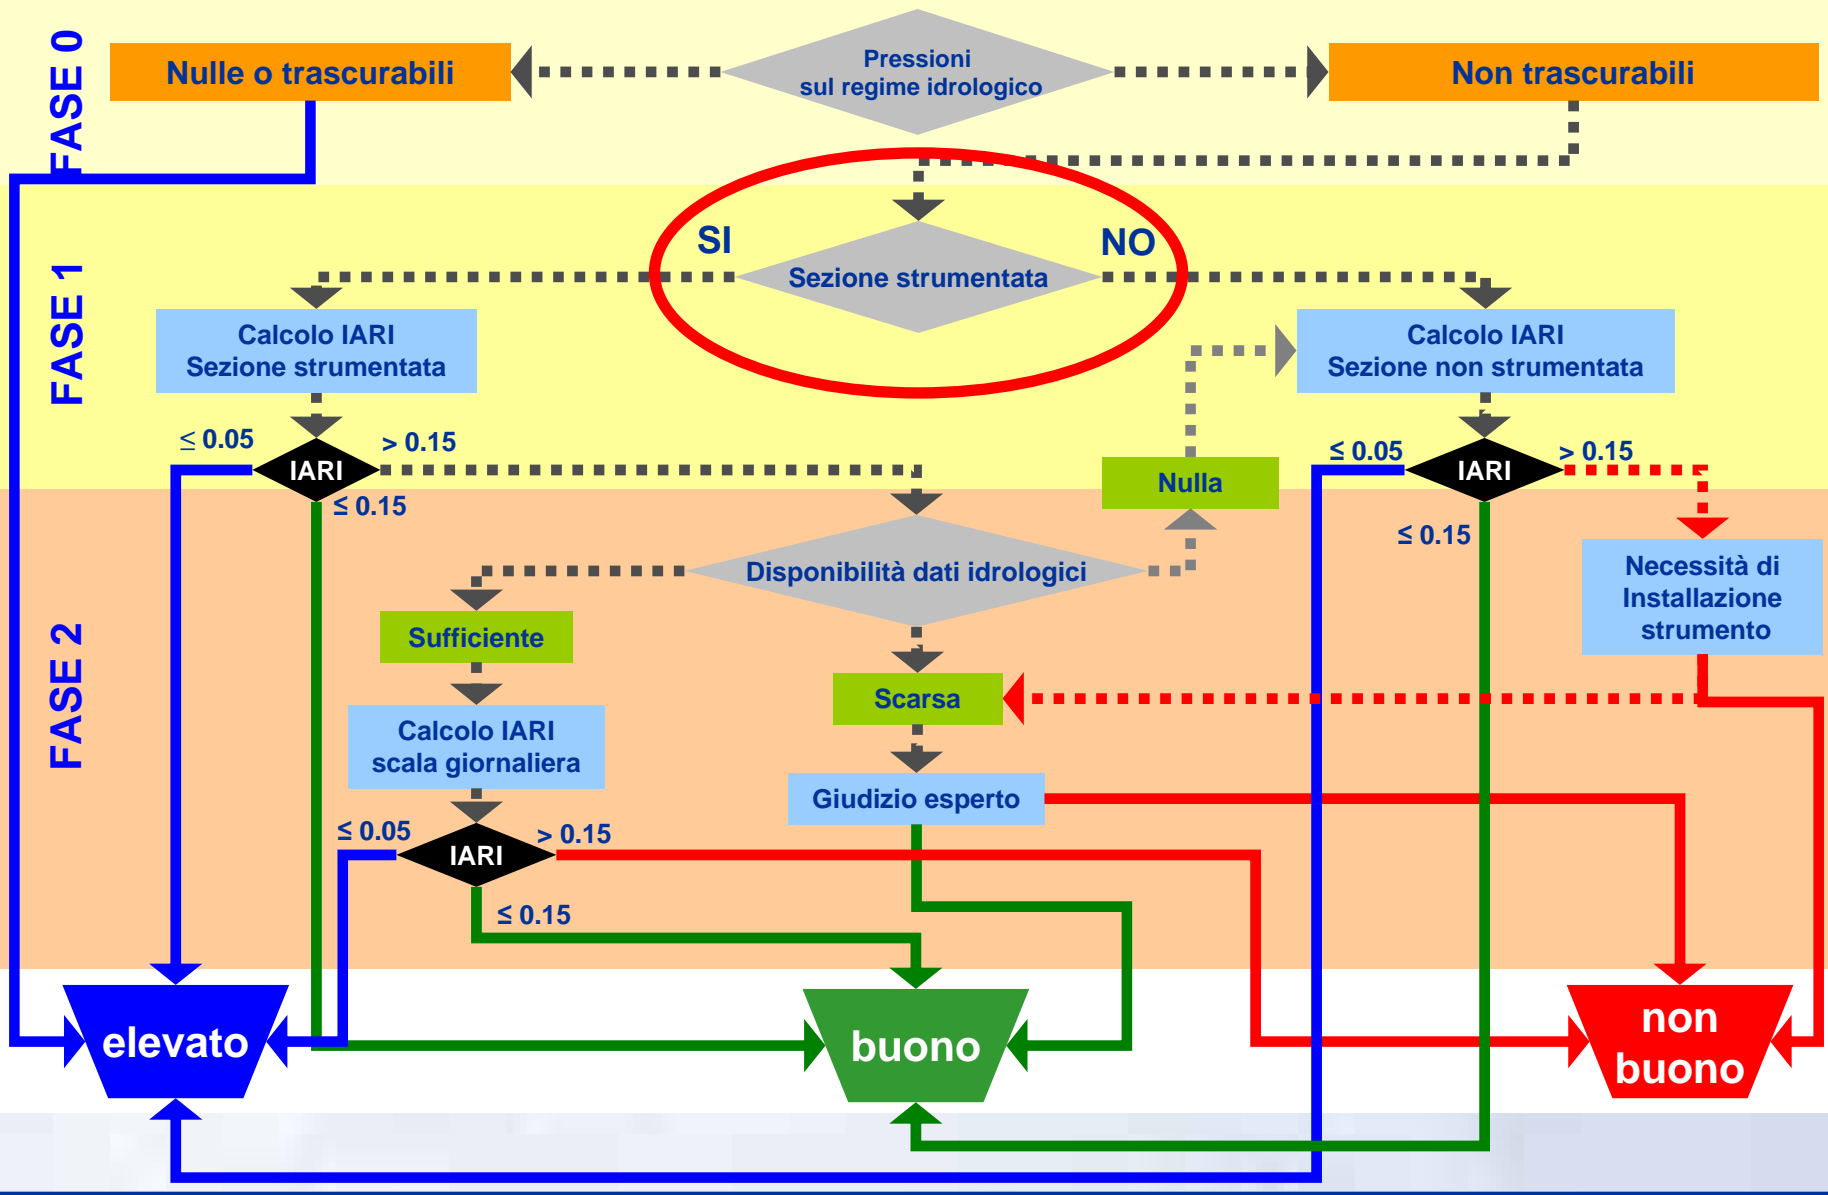 FASE 0
Nulle o trascurabili
Pressioni
sul regime idrologico
Non trascurabili
FASE 1
SI
NO
Sezione strumentata
Calcolo IARI
Sezione strumentata
Calcolo IARI
Sezione non strumentata
≤ 0.05
> 0.15
IARI
≤ 0.15
Nulla
≤ 0.05
> 0.15
IARI
≤ 0.15
FASE 2
Disponibilità dati idrologici
Necessità di
Installazione
strumento
Sufficiente
Scarsa
Calcolo IARI
scala giornaliera
Giudizio esperto
≤ 0.05
> 0.15
IARI
≤ 0.15
elevato
buono
non
buono